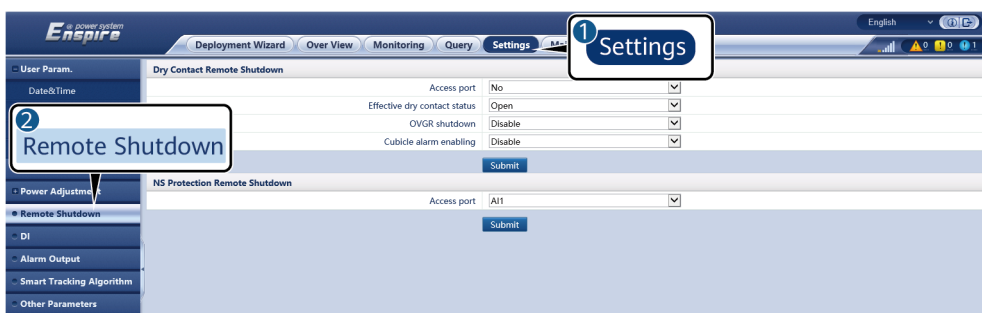 @ power system
Enspire
English
Deployment Wizard Over View Monitoring Query Settings
1 Settings
0 0 1
User Param.
Date&Time
2 Remote Shutdown
Power Adjustment
Remote Shutdown
DI
Alarm Output
Smart Tracking Algorithm
Other Parameters
Dry Contact Remote Shutdown
Access port No
Effective dry contact status Open
OVGR shutdown Disable
Cubicle alarm enabling Disable
Submit
NS Protection Remote Shutdown
Access port AI1
Submit